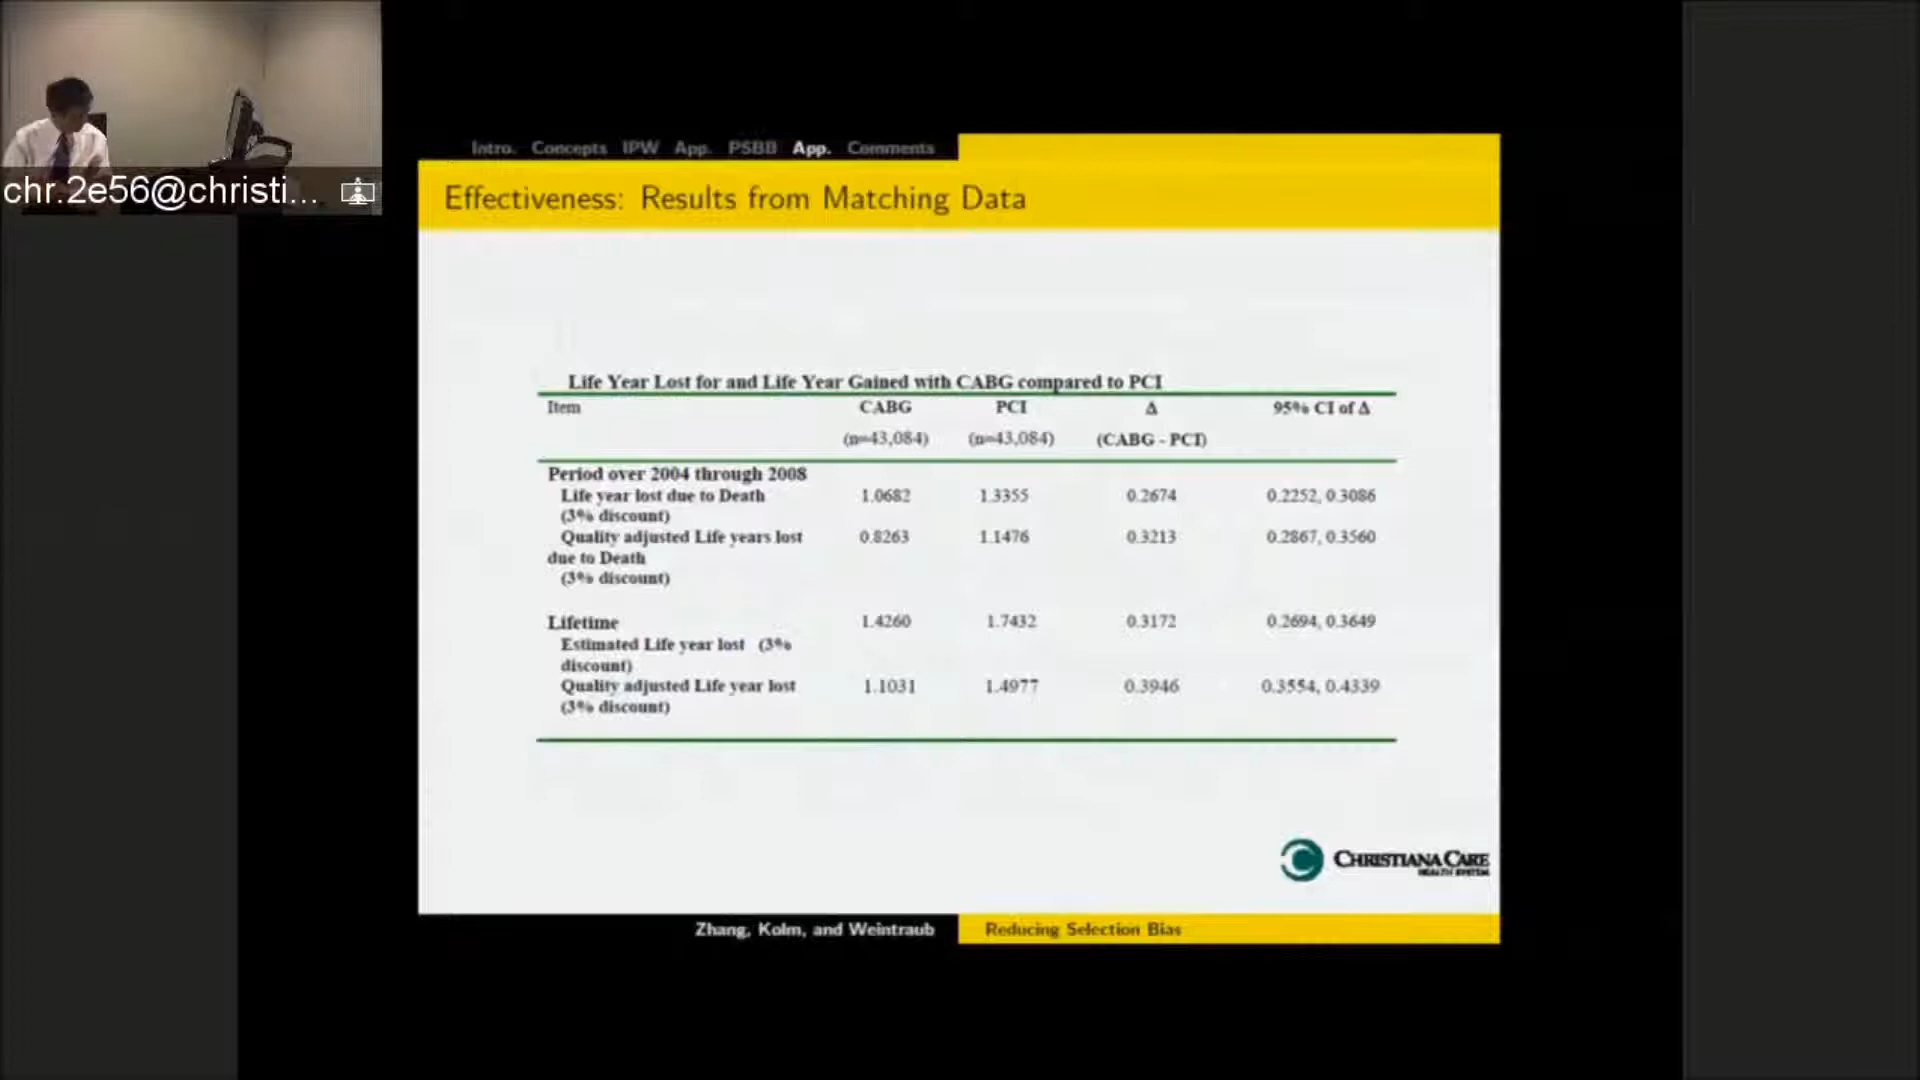 chr.2e56@christi...
Intro. Concepts IPW App. PSBB App. Comments
Effectiveness: Results from Matching Data
Life Year Lost for and Life Year Gained with CABG compared to PCI
Item CABG PCI Δ 95% CI of Δ
(n=43,084) (n=43,084) (CABG - PCI)
Period over 2004 through 2008
Life year lost due to Death 1.0682 1.3355 0.2674 0.2252, 0.3086
(3% discount)
Quality adjusted Life years lost 0.8263 1.1476 0.3213 0.2867, 0.3560
due to Death
(3% discount)
Lifetime 1.4260 1.7432 0.3172 0.2694, 0.3649
Estimated Life year lost (3%
discount)
Quality adjusted Life year lost 1.1031 1.4977 0.3946 0.3554, 0.4339
(3% discount)
CHRISTIANA CARE
HEALTH SYSTEM
Zhang, Kolm, and Weintraub Reducing Selection Bias